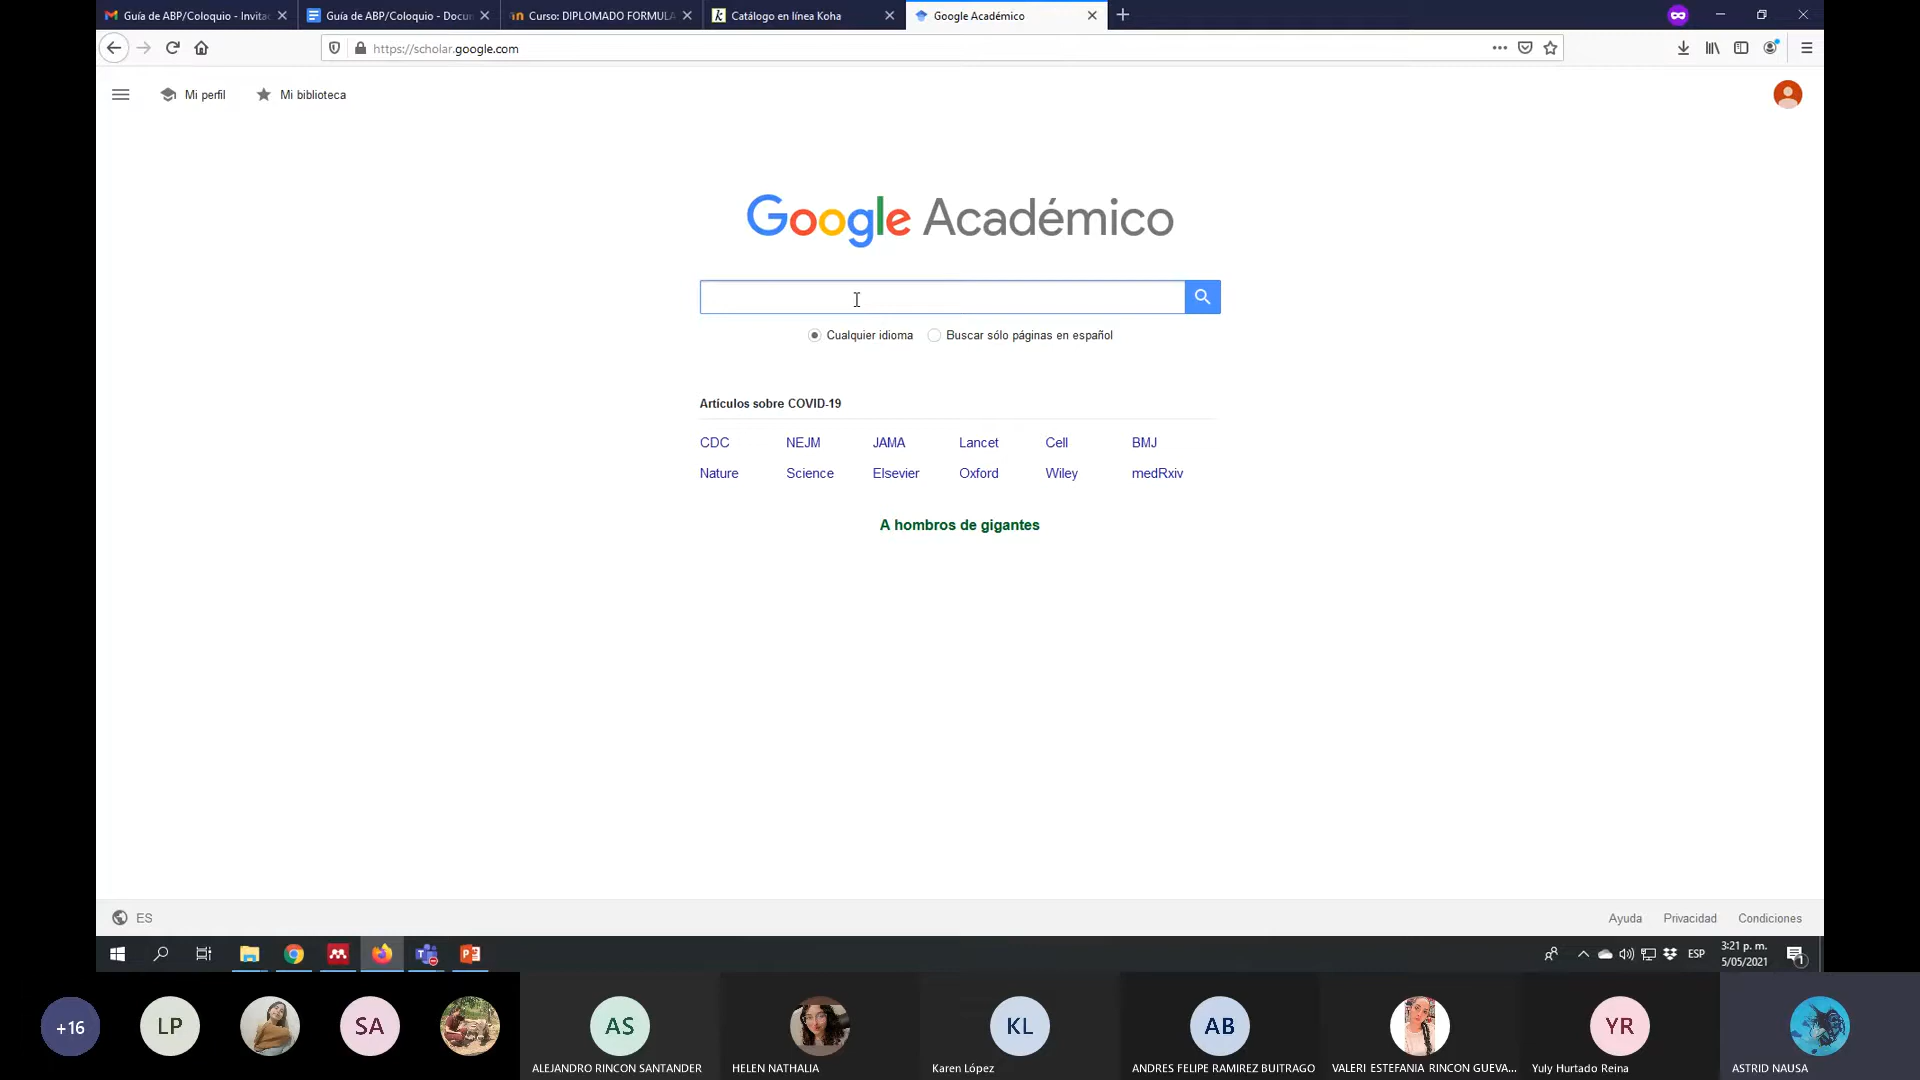 Guía de ABP/Coloquio - Invita
Guía de ABP/Coloquio - Docum
Curso: DIPLOMADO FORMULA
Catálogo en línea Koha
Google Académico
https://scholar.google.com
Mi perfil
Mi biblioteca
Google Académico
Cualquier idioma
Buscar sólo páginas en español
Artículos sobre COVID-19
CDC NEJM JAMA Lancet Cell BMJ
Nature Science Elsevier Oxford Wiley medRxiv
A hombros de gigantes
ES
Ayuda Privacidad Condiciones
ESP
3:21 p. m.
5/05/2021
1
+16
LP
SA
AS
KL
AB
YR
ALEJANDRO RINCON SANTANDER
HELEN NATHALIA
Karen López
ANDRES FELIPE RAMIREZ BUITRAGO
VALERI ESTEFANIA RINCON GUEVA...
Yuly Hurtado Reina
ASTRID NAUSA